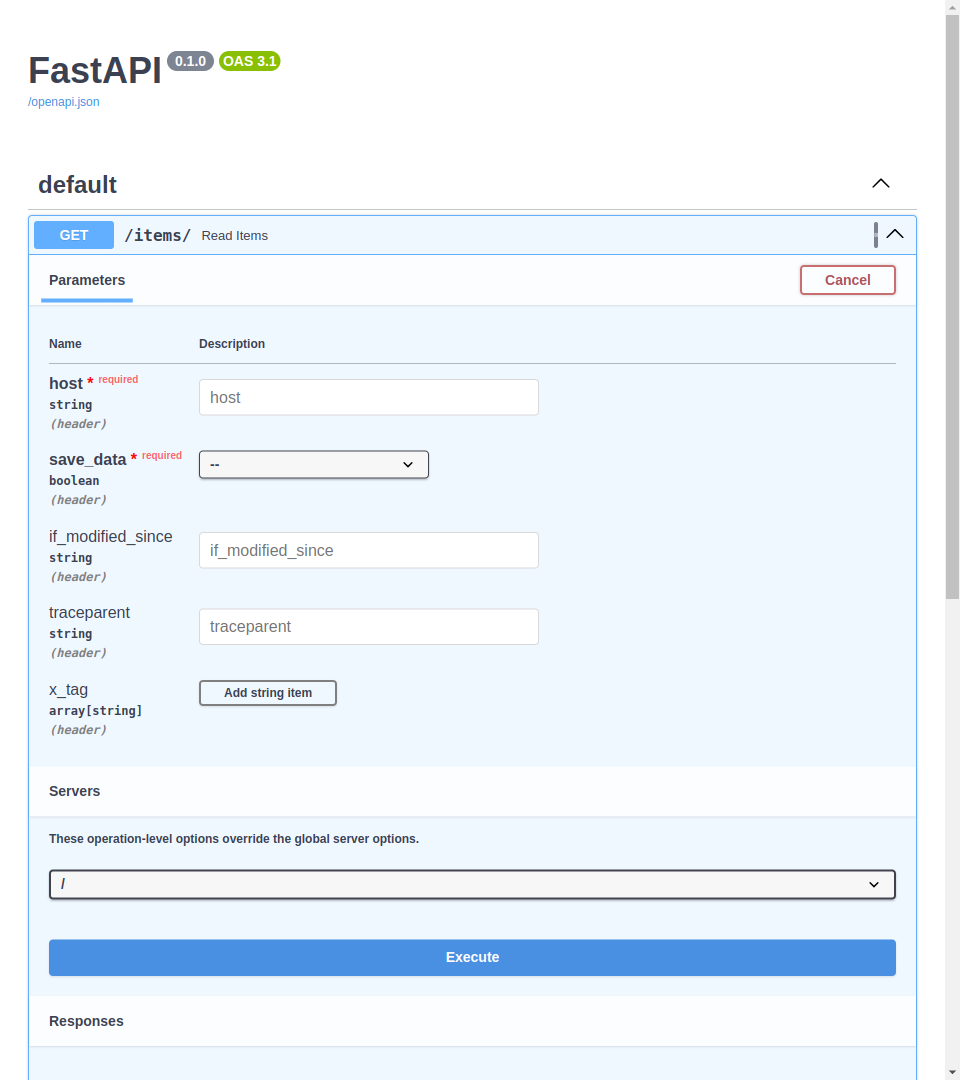 FastAPI 0.1.0 OAS 3.1
/openapi.json
default
GET /items/ Read Items
Parameters Cancel
Name Description
host * required
string
(header)
host
save_data * required
boolean
(header)
--
if_modified_since
string
(header)
if_modified_since
traceparent
string
(header)
traceparent
x_tag
array[string]
(header)
Add string item
Servers
These operation-level options override the global server options.
/
Execute
Responses